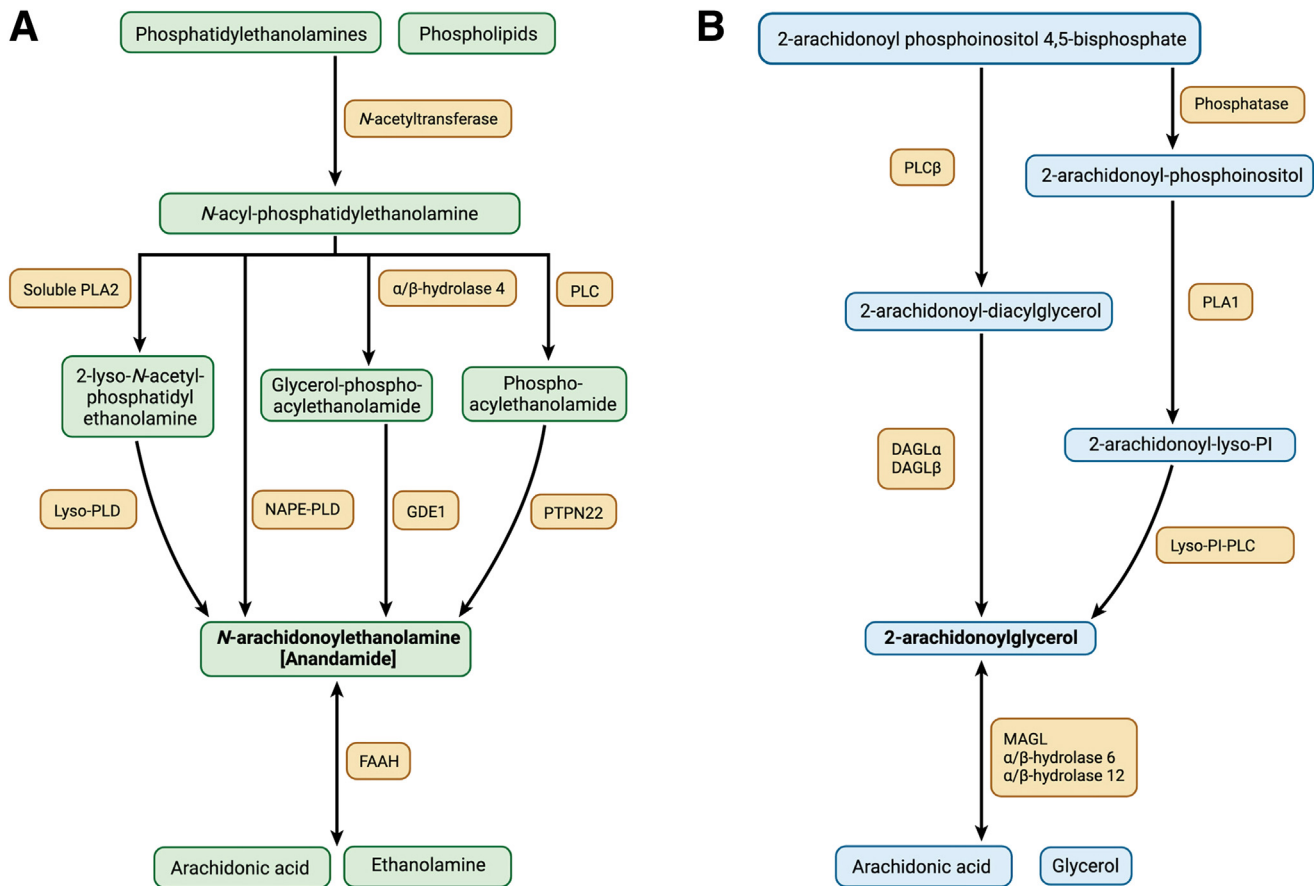 A
Phosphatidylethanolamines
Phospholipids
N-acetyltransferase
N-acyl-phosphatidylethanolamine
Soluble PLA2
α/β-hydrolase 4
PLC
2-lyso-N-acetyl-
phosphatidyl
ethanolamine
Glycerol-phospho-
acylethanolamide
Phospho-
acylethanolamide
Lyso-PLD
NAPE-PLD
GDE1
PTPN22
N-arachidonoylethanolamine
[Anandamide]
FAAH
Arachidonic acid
Ethanolamine
B
2-arachidonoyl phosphoinositol 4,5-bisphosphate
Phosphatase
PLCβ
2-arachidonoyl-phosphoinositol
2-arachidonoyl-diacylglycerol
PLA1
DAGLα
DAGLβ
2-arachidonoyl-lyso-PI
Lyso-PI-PLC
2-arachidonoylglycerol
MAGL
α/β-hydrolase 6
α/β-hydrolase 12
Arachidonic acid
Glycerol